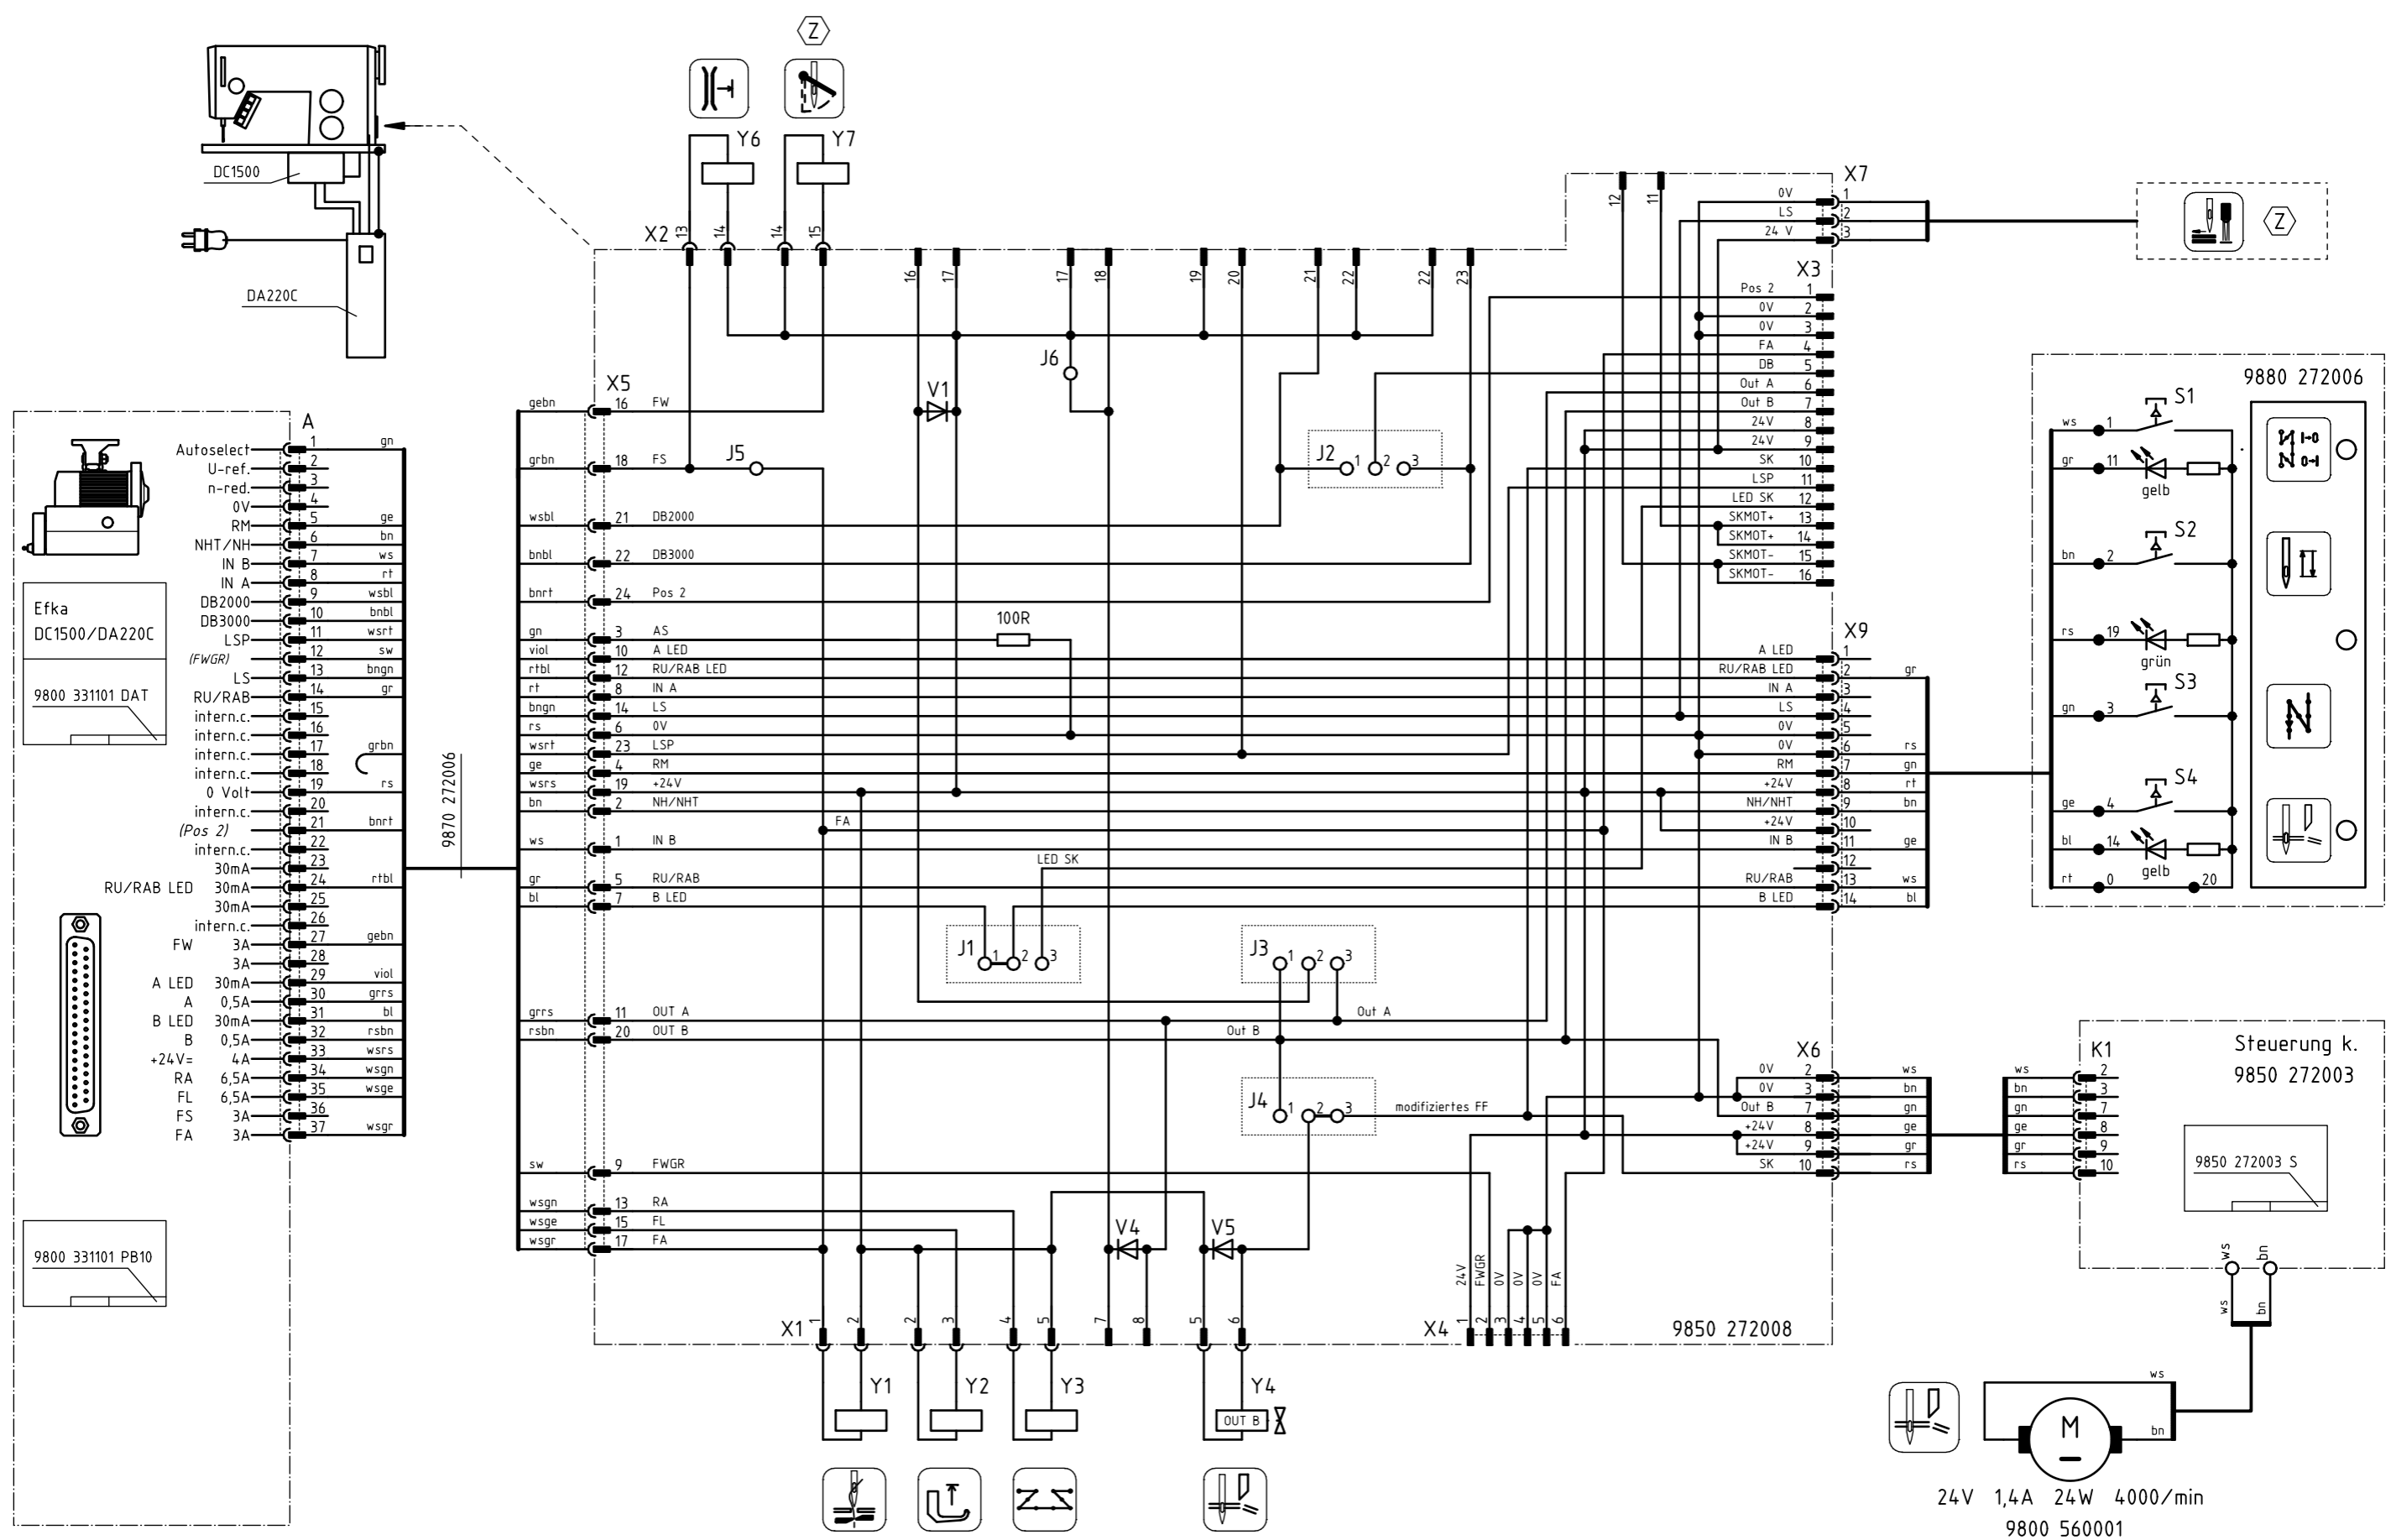 Z
Y6
Y7
DC1500
DA220C
X2
13
14
14
15
16
17
17
18
19
20
21
22
22
23
12
11
X7
0V 1
LS 2
24 V 3
Z
X3
Pos 2 1
0V 2
0V 3
FA 4
DB 5
Out A 6
Out B 7
24V 8
24V 9
SK 10
LSP 11
LED SK 12
SKMOT+ 13
SKMOT+ 14
SKMOT- 15
SKMOT- 16
A
Autoselect 1 gn
U-ref. 2
n-red. 3
0V 4
RM 5 ge
NHT/NH 6 bn
IN B 7 ws
IN A 8 rt
DB2000 9 wsbl
DB3000 10 bnbl
LSP 11 wsrt
(FWGR) 12 sw
LS 13 bngn
RU/RAB 14 gr
intern.c. 15
intern.c. 16
intern.c. 17 grbn
intern.c. 18
0 Volt 19 rs
intern.c. 20
(Pos 2) 21 bnrt
intern.c. 22
30mA 23
RU/RAB LED 30mA 24 rtbl
30mA 25
intern.c. 26
FW 3A 27 gebn
3A 28
A LED 30mA 29 viol
A 0,5A 30 grrs
B LED 30mA 31 bl
B 0,5A 32 rsbn
+24V= 4A 33 wsrs
RA 6,5A 34 wsgn
FL 6,5A 35 wsge
FS 3A 36
FA 3A 37 wsgr
Efka
DC1500/DA220C
9800 331101 DAT
9800 331101 PB10
9870 272006
X5
gebn 16 FW
grbn 18 FS
wsbl 21 DB2000
bnbl 22 DB3000
bnrt 24 Pos 2
gn 3 AS
viol 10 A LED
rtbl 12 RU/RAB LED
rt 8 IN A
bngn 14 LS
rs 6 0V
wsrt 23 LSP
ge 4 RM
wsrs 19 +24V
bn 2 NH/NHT
ws 1 IN B
gr 5 RU/RAB
bl 7 B LED
grrs 11 OUT A
rsbn 20 OUT B
sw 9 FWGR
wsgn 13 RA
wsge 15 FL
wsgr 17 FA
J5
V1
J6
J2 1 2 3
100R
FA
LED SK
J1 1 2 3
J3 1 2 3
Out A
Out B
J4 1 2 3
modifiziertes FF
V4
V5
X9
A LED 1
RU/RAB LED 2 gr
IN A 3
LS 4
0V 5
0V 6 rs
RM 7 gn
+24V 8 rt
NH/NHT 9 bn
+24V 10
IN B 11 ge
12
RU/RAB 13 ws
B LED 14 bl
9880 272006
ws 1 S1
gr 11
gelb
bn 2 S2
rs 19
grün
gn 3 S3
ge 4 S4
bl 14
gelb
rt 0 20
I→0
0→I
X6
0V 2 ws
0V 3 bn
Out B 7 gn
+24V 8 ge
+24V 9 gr
SK 10 rs
K1
ws 2
bn 3
gn 7
ge 8
gr 9
rs 10
Steuerung k.
9850 272003
9850 272003 S
ws
bn
ws
bn
X1
1
2
2
3
4
5
7
8
5
6
X4
24V 1
FWGR 2
0V 3
0V 4
0V 5
FA 6
9850 272008
Y1
Y2
Y3
Y4
OUT B
ws
M
bn
24V 1,4A 24W 4000/min
9800 560001